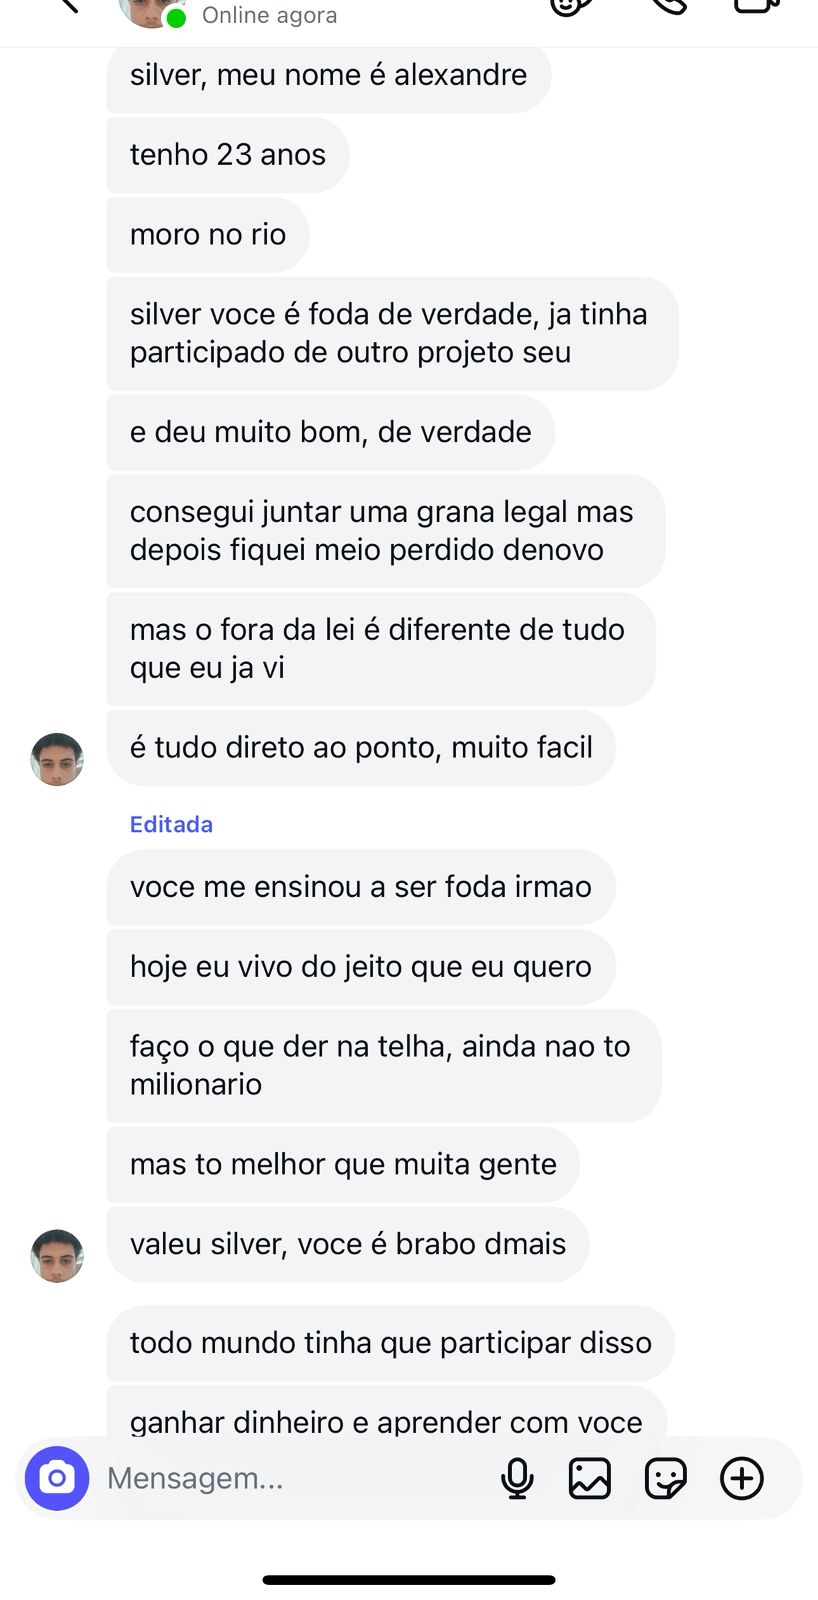 Online agora
silver, meu nome é alexandre
tenho 23 anos
moro no rio
silver voce é foda de verdade, ja tinha
participado de outro projeto seu
e deu muito bom, de verdade
consegui juntar uma grana legal mas
depois fiquei meio perdido denovo
mas o fora da lei é diferente de tudo
que eu ja vi
é tudo direto ao ponto, muito facil
Editada
voce me ensinou a ser foda irmao
hoje eu vivo do jeito que eu quero
faço o que der na telha, ainda nao to
milionario
mas to melhor que muita gente
valeu silver, voce é brabo dmais
todo mundo tinha que participar disso
ganhar dinheiro e aprender com voce
Mensagem...